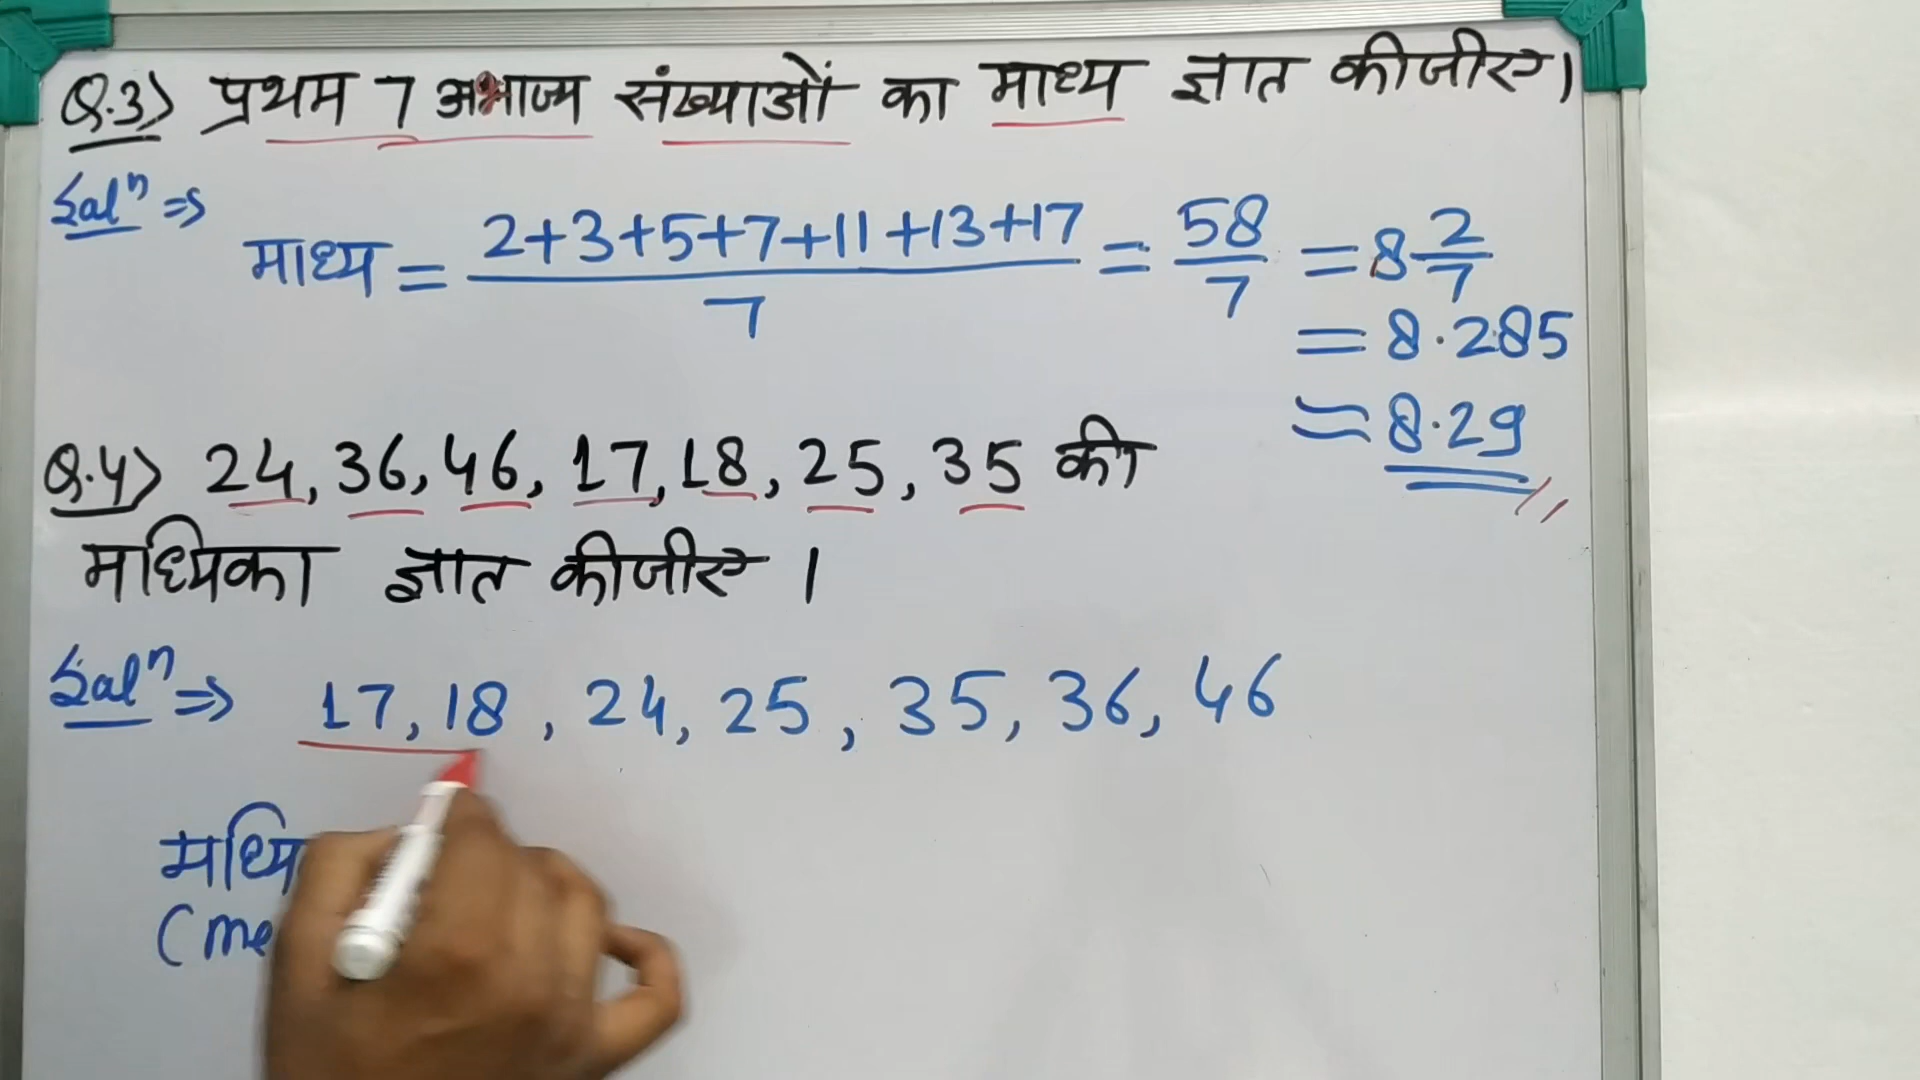 Q.3) प्रथम 7 अभाज्य संख्याओं का माध्य ज्ञात कीजीए।
Solⁿ ⇒
माध्य = (2+3+5+7+11+13+17)/7 = 58/7 = 8 2/7
= 8.285
≈ 8.29
Q.4) 24, 36, 46, 17, 18, 25, 35 की
मध्यिका ज्ञात कीजीए ।
Solⁿ ⇒ 17, 18, 24, 25, 35, 36, 46